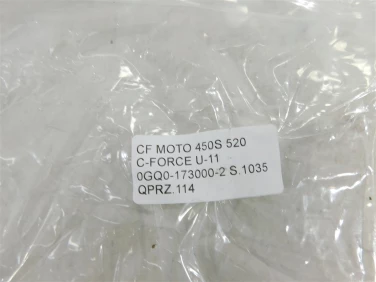 CF MOTO 450S 520
C-FORCE U-11
0GQ0-173000-2 S.1035
QPRZ.114